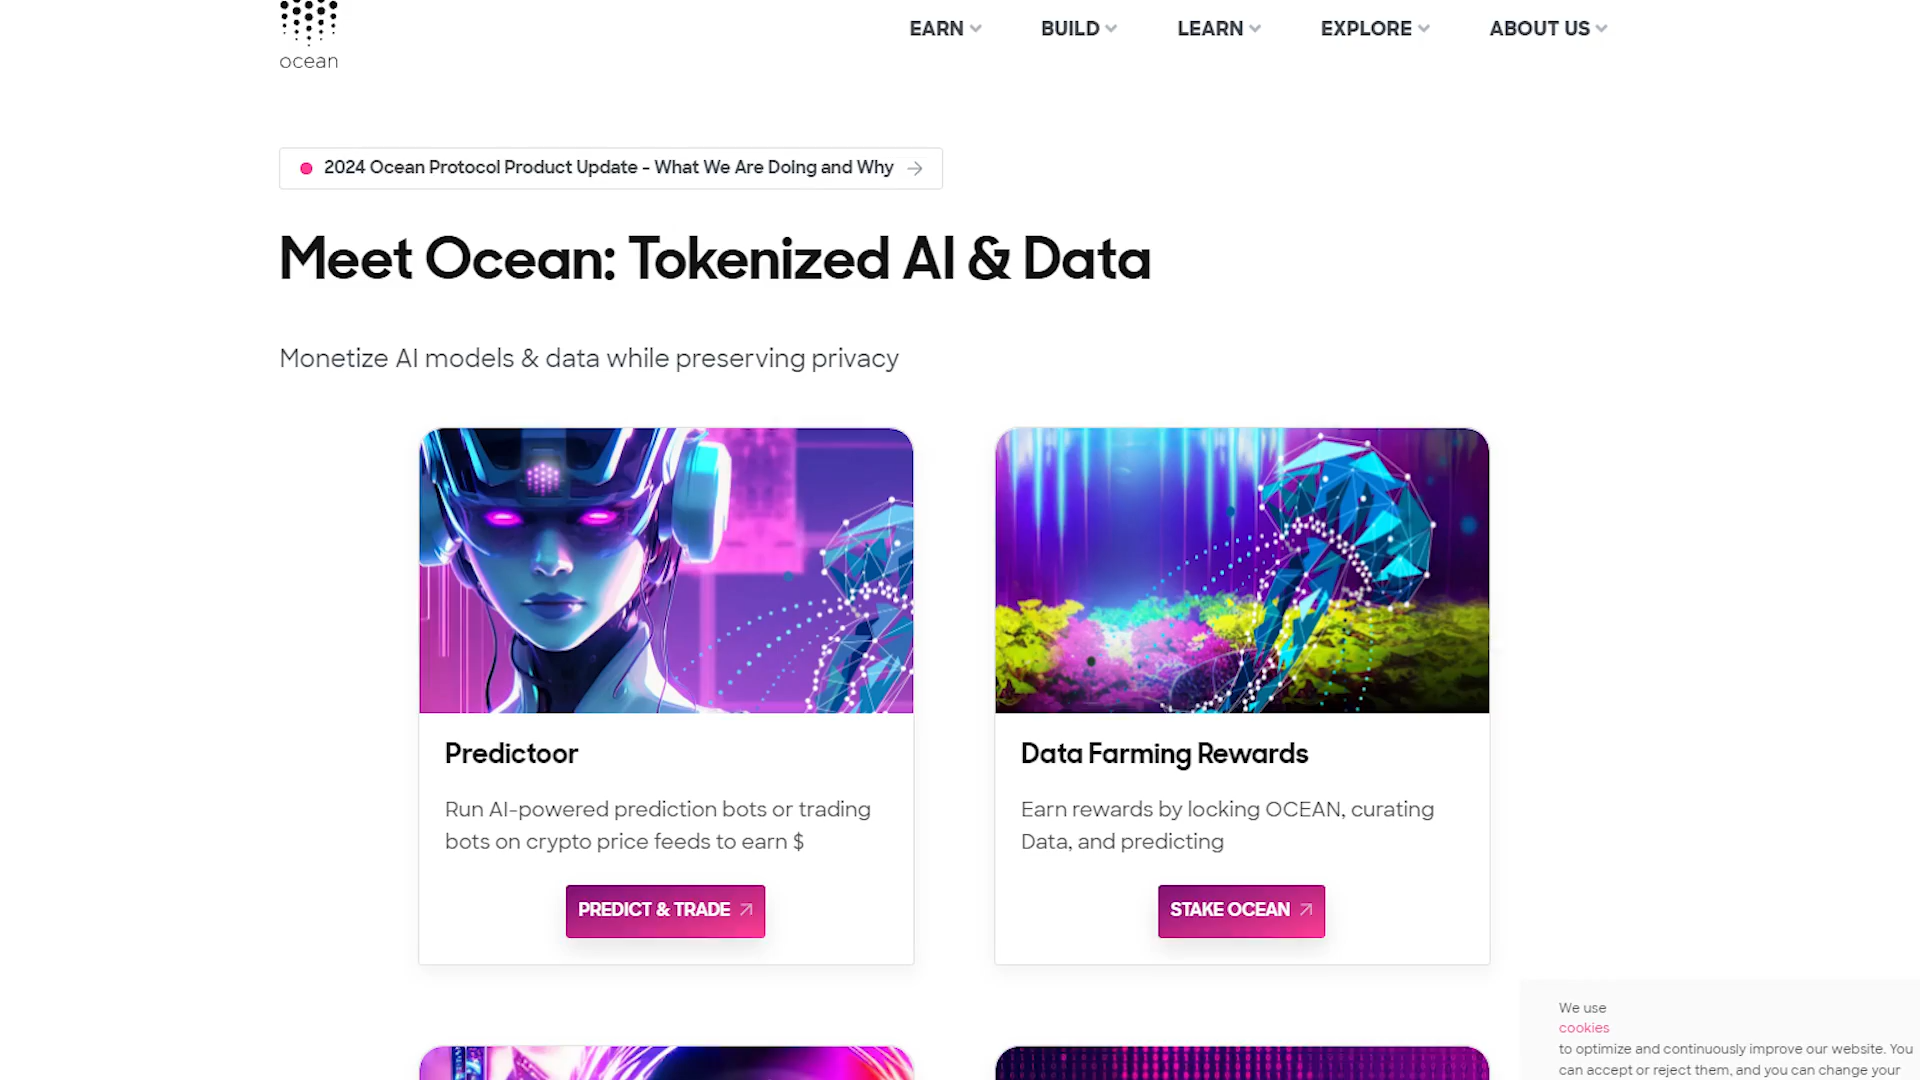 ocean
EARN
BUILD
LEARN
EXPLORE
ABOUT US
2024 Ocean Protocol Product Update - What We Are Doing and Why
Meet Ocean: Tokenized AI & Data
Monetize AI models & data while preserving privacy
Predictoor
Run AI-powered prediction bots or trading
bots on crypto price feeds to earn $
PREDICT & TRADE
Data Farming Rewards
Earn rewards by locking OCEAN, curating
Data, and predicting
STAKE OCEAN
We use
cookies
to optimize and continuously improve our website. You
can accept or reject them, and you can change your